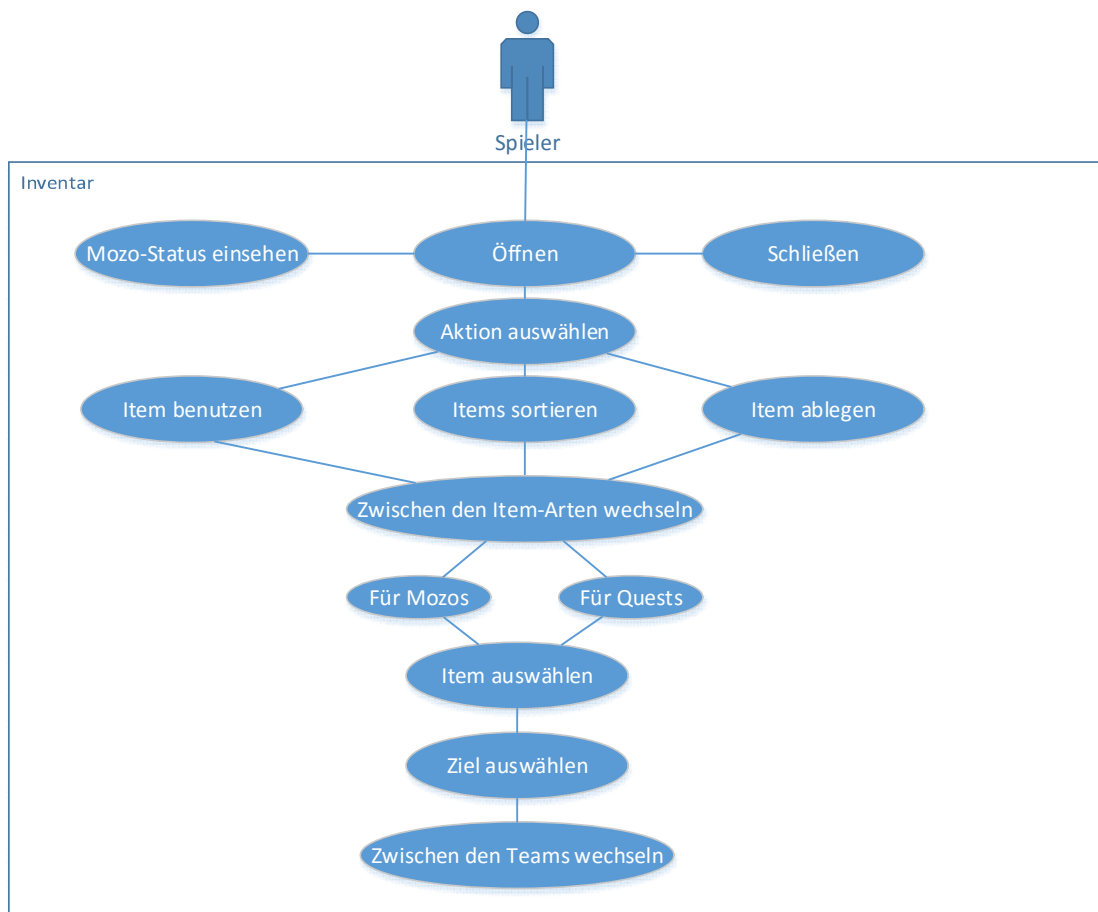 Spieler
Inventar
Mozo-Status einsehen
Öffnen
Schließen
Aktion auswählen
Item benutzen
Items sortieren
Item ablegen
Zwischen den Item-Arten wechseln
Für Mozos
Für Quests
Item auswählen
Ziel auswählen
Zwischen den Teams wechseln